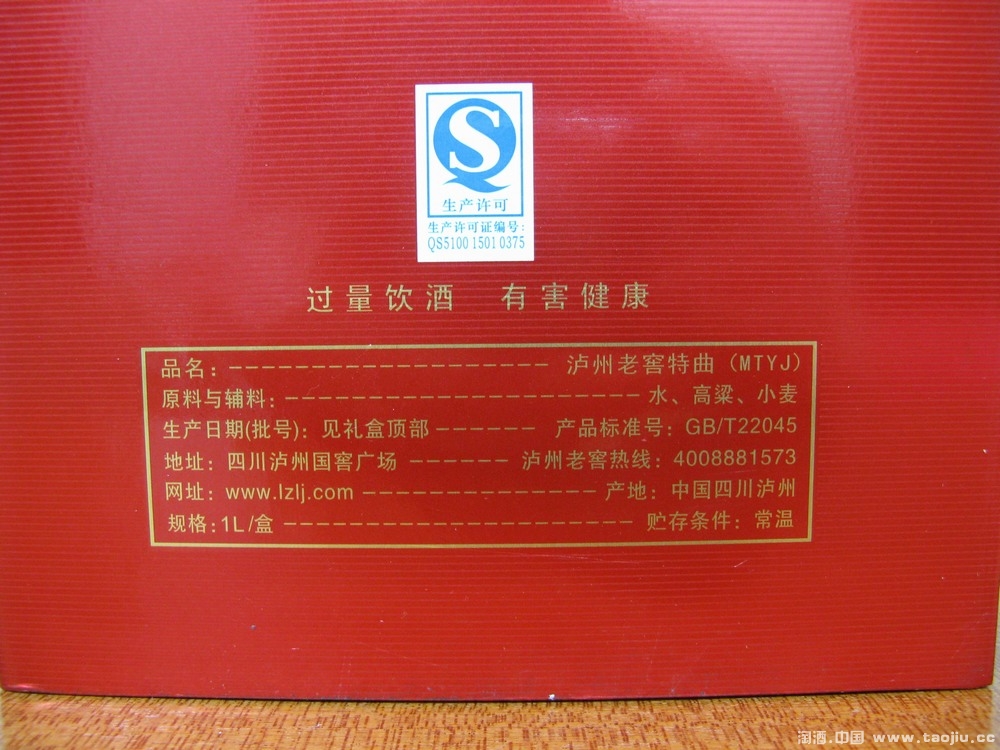 S
生产许可
生产许可证编号:
QS5100 1501 0375
过量饮酒 有害健康
品名: -------------------- 泸州老窖特曲 (MTYJ)
原料与辅料: ---------------------- 水、高粱、小麦
生产日期(批号): 见礼盒顶部 ------ 产品标准号: GB/T22045
地址: 四川泸州国窖广场 ------ 泸州老窖热线: 4008881573
网址: www.lzlj.com --------------- 产地: 中国四川泸州
规格: 1L/盒 ---------------------- 贮存条件: 常温
淘酒.中国 www.taojiu.cc